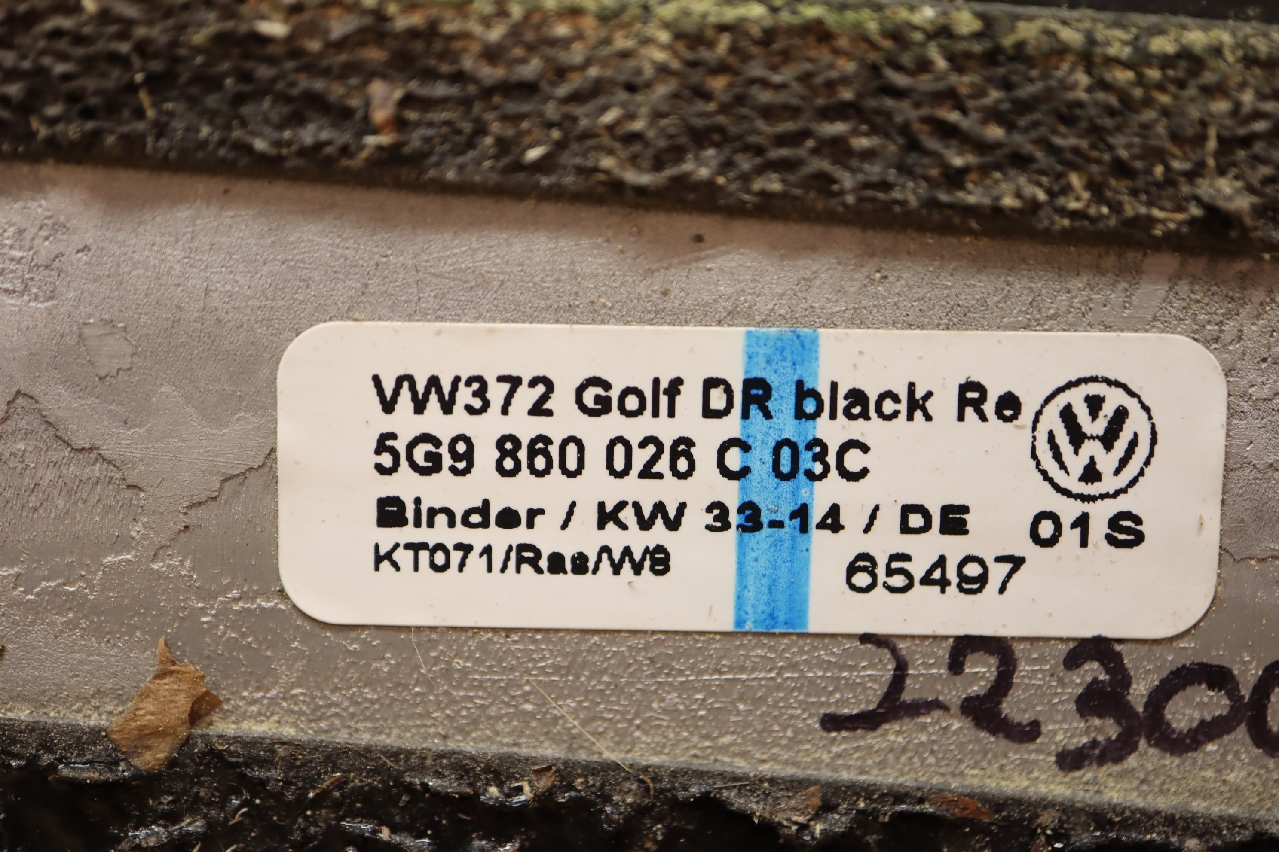 VW372 Golf DR black Re
5G9 860 026 C 03C
Binder / KW 33-14 / DE 01S
KT071/Ras/W8 65497
22300